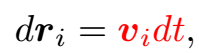 d𝒓ᵢ = 𝒗ᵢdt,